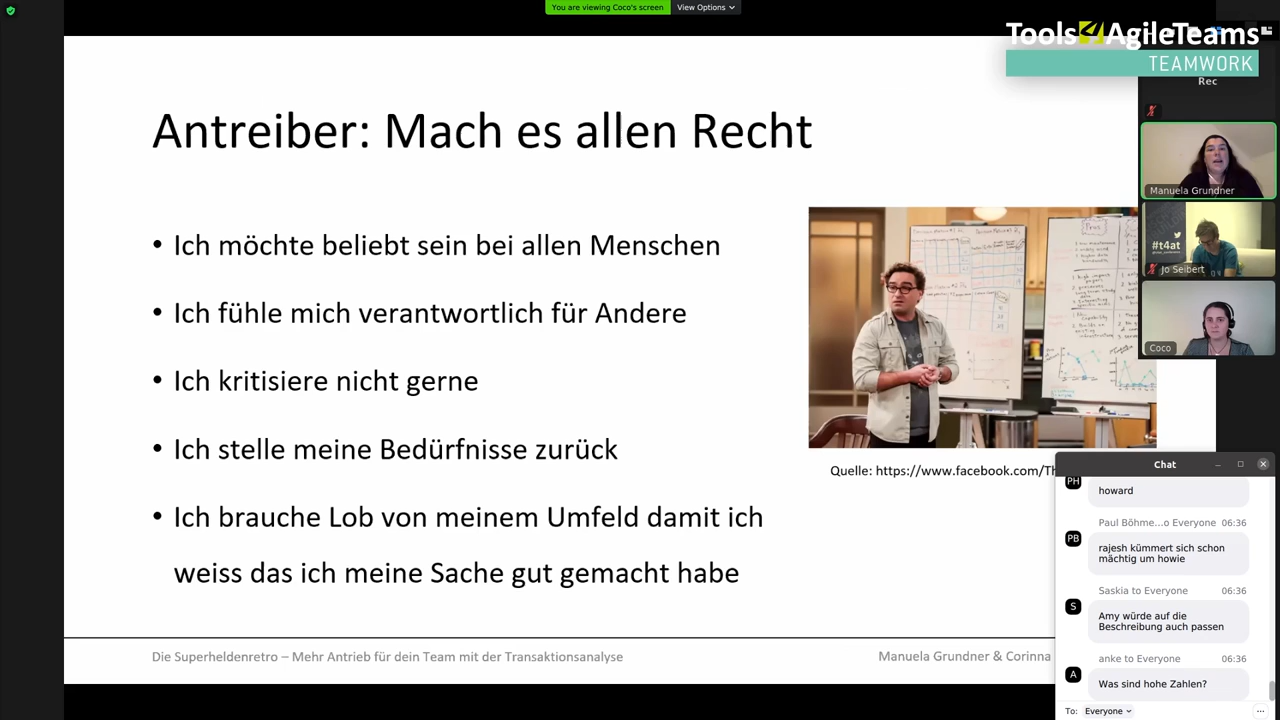 You are viewing Coco's screen
View Options
Tools4AgileTeams
TEAMWORK
Rec
Antreiber: Mach es allen Recht
• Ich möchte beliebt sein bei allen Menschen
• Ich fühle mich verantwortlich für Andere
• Ich kritisiere nicht gerne
• Ich stelle meine Bedürfnisse zurück
• Ich brauche Lob von meinem Umfeld damit ich
weiss das ich meine Sache gut gemacht habe
Quelle: https://www.facebook.com/Th
Die Superheldenretro – Mehr Antrieb für dein Team mit der Transaktionsanalyse
Manuela Grundner & Corinna
Manuela Grundner
#t4at
Jo Seibert
Coco
Chat
PH
howard
Paul Böhme...o Everyone 06:36
PB
rajesh kümmert sich schon
mächtig um howie
Saskia to Everyone 06:36
S
Amy würde auf die
Beschreibung auch passen
anke to Everyone 06:36
A
Was sind hohe Zahlen?
To: Everyone